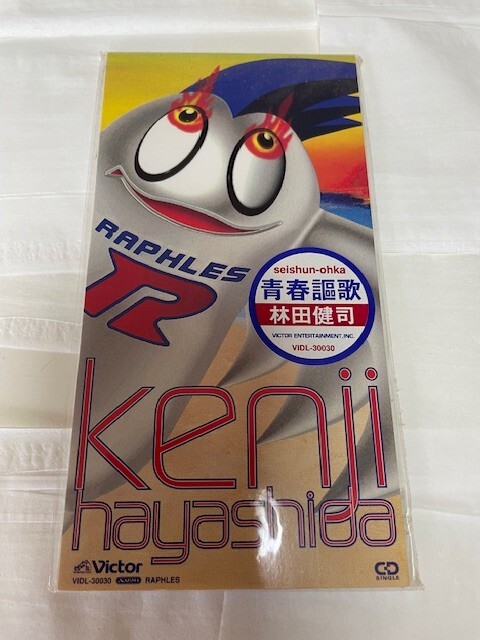 RAPHLES
R
seishun-ohka
青春謳歌
林田健司
VICTOR ENTERTAINMENT, INC.
VIDL-30030
kenji
hayashida
Victor
VIDL-30030 RAPHLES
CD
SINGLE